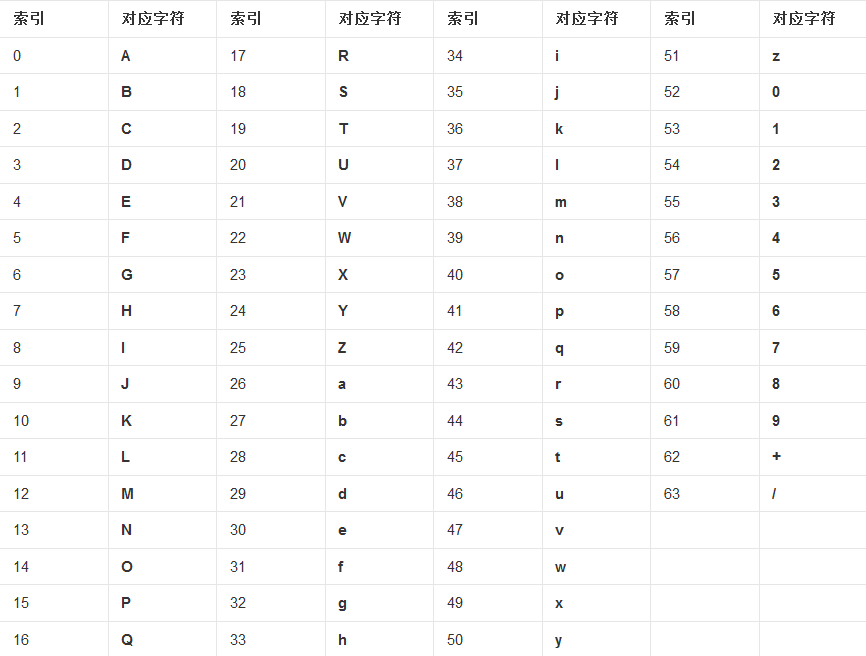 索引 对应字符 索引 对应字符 索引 对应字符 索引 对应字符
0 A 17 R 34 i 51 z
1 B 18 S 35 j 52 0
2 C 19 T 36 k 53 1
3 D 20 U 37 l 54 2
4 E 21 V 38 m 55 3
5 F 22 W 39 n 56 4
6 G 23 X 40 o 57 5
7 H 24 Y 41 p 58 6
8 I 25 Z 42 q 59 7
9 J 26 a 43 r 60 8
10 K 27 b 44 s 61 9
11 L 28 c 45 t 62 +
12 M 29 d 46 u 63 /
13 N 30 e 47 v
14 O 31 f 48 w
15 P 32 g 49 x
16 Q 33 h 50 y